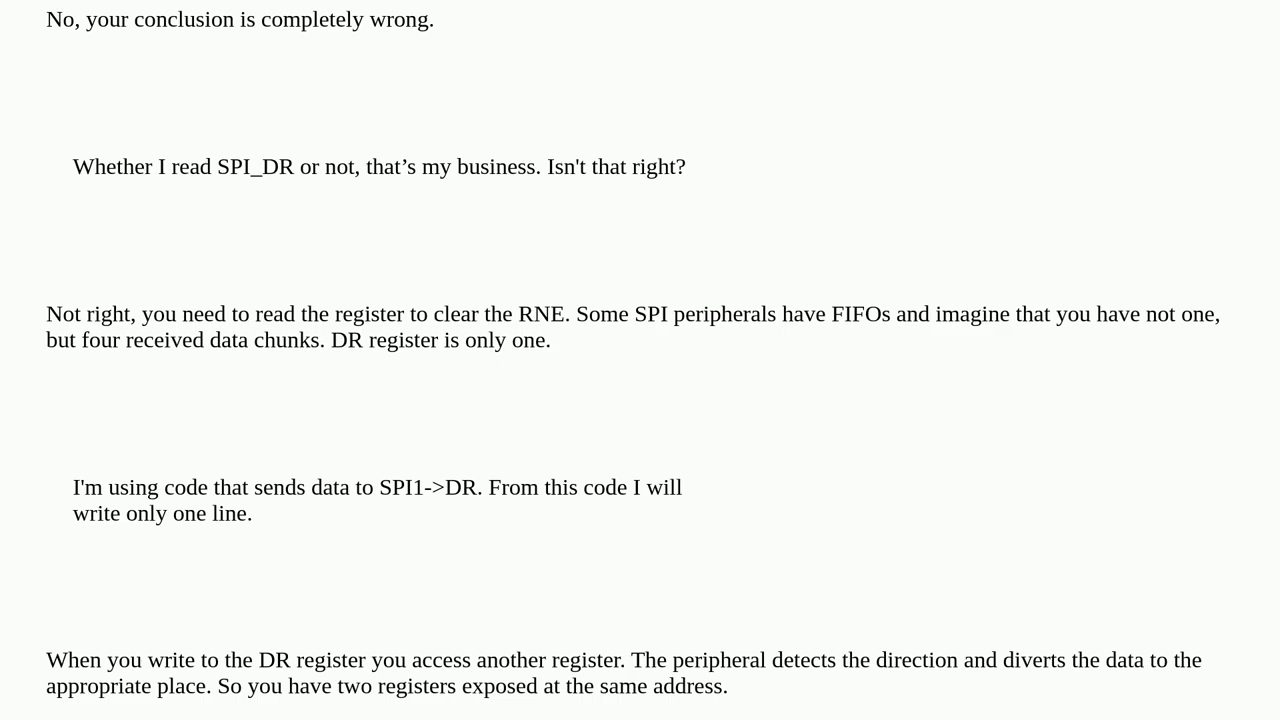 No, your conclusion is completely wrong.
Whether I read SPI_DR or not, that’s my business. Isn't that right?
Not right, you need to read the register to clear the RNE. Some SPI peripherals have FIFOs and imagine that you have not one,
but four received data chunks. DR register is only one.
I'm using code that sends data to SPI1->DR. From this code I will
write only one line.
When you write to the DR register you access another register. The peripheral detects the direction and diverts the data to the
appropriate place. So you have two registers exposed at the same address.